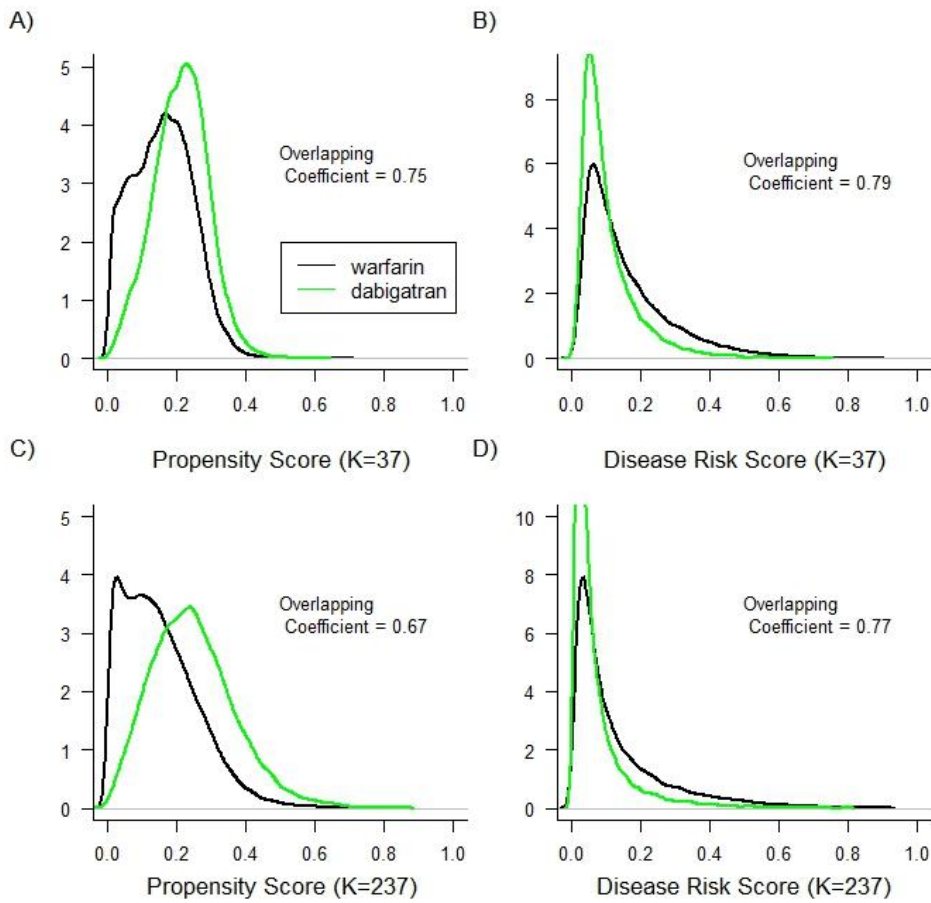 A)
5
4
3
2
1
0
Overlapping
Coefficient = 0.75
warfarin
dabigatran
0.0 0.2 0.4 0.6 0.8 1.0
Propensity Score (K=37)
B)
8
6
4
2
0
Overlapping
Coefficient = 0.79
0.0 0.2 0.4 0.6 0.8 1.0
Disease Risk Score (K=37)
C)
5
4
3
2
1
0
Overlapping
Coefficient = 0.67
0.0 0.2 0.4 0.6 0.8 1.0
Propensity Score (K=237)
D)
10
8
6
4
2
0
Overlapping
Coefficient = 0.77
0.0 0.2 0.4 0.6 0.8 1.0
Disease Risk Score (K=237)